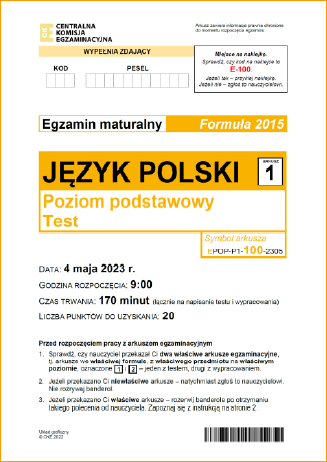 CENTRALNA
KOMISJA
EGZAMINACYJNA
Arkusz zawiera informacje prawnie chronione
do momentu rozpoczęcia egzaminu.
WYPEŁNIA ZDAJĄCY
KOD PESEL
Miejsce na naklejkę.
Sprawdź, czy kod na naklejce to
E-100.
Jeżeli tak – przyklej naklejkę.
Jeżeli nie – zgłoś to nauczycielowi.
Egzamin maturalny Formuła 2015
JĘZYK POLSKI
ARKUSZ
1
Poziom podstawowy
Test
Symbol arkusza
EPOP-P1-100-2305
DATA: 4 maja 2023 r.
GODZINA ROZPOCZĘCIA: 9:00
CZAS TRWANIA: 170 minut (łącznie na napisanie testu i wypracowania)
LICZBA PUNKTÓW DO UZYSKANIA: 20
Przed rozpoczęciem pracy z arkuszem egzaminacyjnym
1. Sprawdź, czy nauczyciel przekazał Ci dwa właściwe arkusze egzaminacyjne,
tj. arkusze we właściwej formule, z właściwego przedmiotu na właściwym
poziomie, oznaczone 1 i 2 – jeden z testem, drugi z wypracowaniem.
2. Jeżeli przekazano Ci niewłaściwe arkusze – natychmiast zgłoś to nauczycielowi.
Nie rozrywaj banderol.
3. Jeżeli przekazano Ci właściwe arkusze – rozerwij banderole po otrzymaniu
takiego polecenia od nauczyciela. Zapoznaj się z instrukcją na stronie 2.
Układ graficzny
© CKE 2022